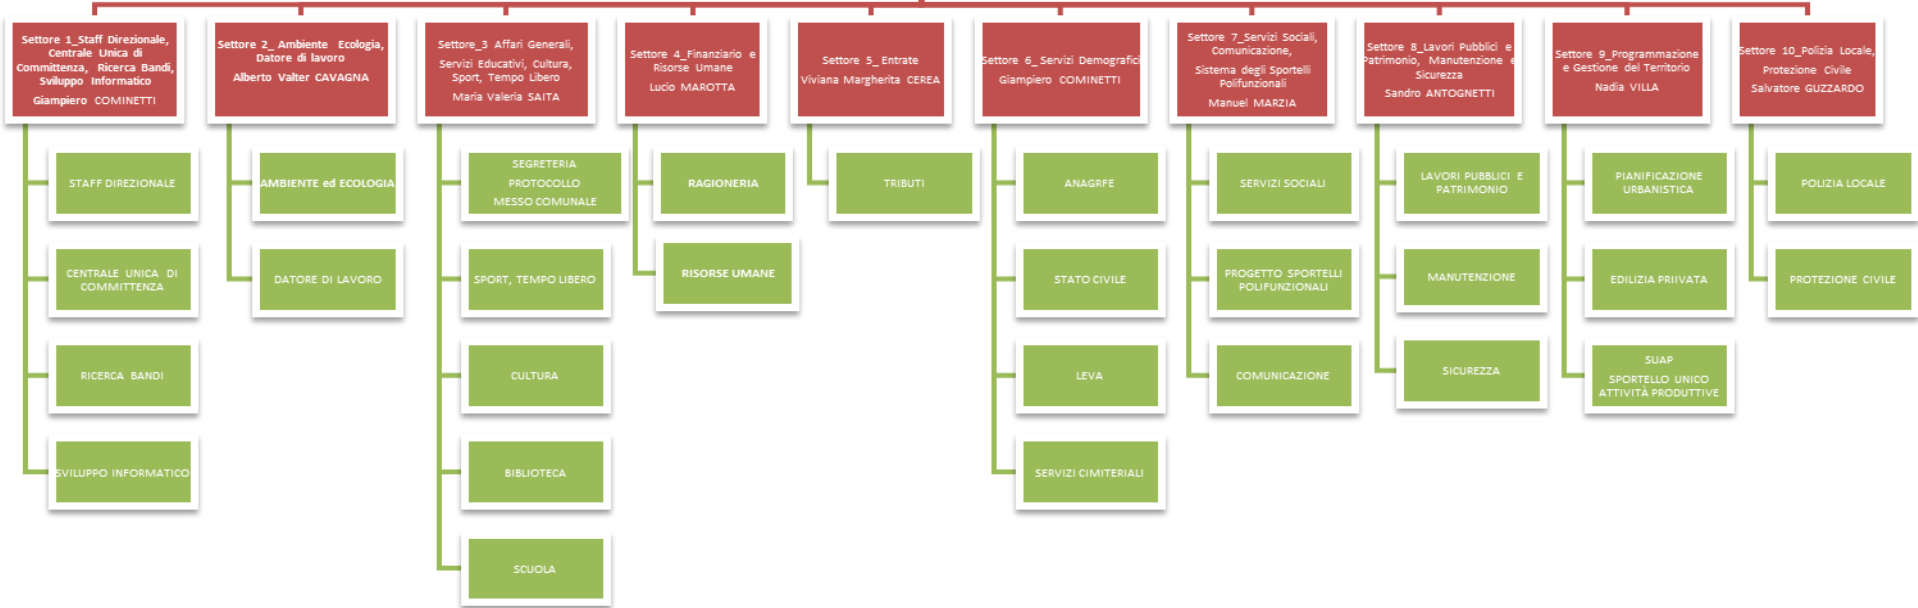 Settore 1_Staff Direzionale,
Centrale Unica di
Committenza, Ricerca Bandi,
Sviluppo Informatico
Giampiero COMINETTI
STAFF DIREZIONALE
CENTRALE UNICA DI
COMMITTENZA
RICERCA BANDI
SVILUPPO INFORMATICO
Settore 2_ Ambiente Ecologia,
Datore di lavoro
Alberto Valter CAVAGNA
AMBIENTE ed ECOLOGIA
DATORE DI LAVORO
Settore_3 Affari Generali,
Servizi Educativi, Cultura,
Sport, Tempo Libero
Maria Valeria SAITA
SEGRETERIA
PROTOCOLLO
MESSO COMUNALE
SPORT, TEMPO LIBERO
CULTURA
BIBLIOTECA
SCUOLA
Settore 4_Finanziario e
Risorse Umane
Lucio MAROTTA
RAGIONERIA
RISORSE UMANE
Settore 5_ Entrate
Viviana Margherita CEREA
TRIBUTI
Settore 6_ Servizi Demografici
Giampiero COMINETTI
ANAGRFE
STATO CIVILE
LEVA
SERVIZI CIMITERIALI
Settore 7_Servizi Sociali,
Comunicazione,
Sistema degli Sportelli
Polifunzionali
Manuel MARZIA
SERVIZI SOCIALI
PROGETTO SPORTELLI
POLIFUNZIONALI
COMUNICAZIONE
Settore 8_Lavori Pubblici e
Patrimonio, Manutenzione e
Sicurezza
Sandro ANTOGNETTI
LAVORI PUBBLICI E
PATRIMONIO
MANUTENZIONE
SICUREZZA
Settore 9_Programmazione
e Gestione del Territorio
Nadia VILLA
PIANIFICAZIONE
URBANISTICA
EDILIZIA PRIIVATA
SUAP
SPORTELLO UNICO
ATTIVITÀ PRODUTTIVE
Settore 10_Polizia Locale,
Protezione Civile
Salvatore GUZZARDO
POLIZIA LOCALE
PROTEZIONE CIVILE